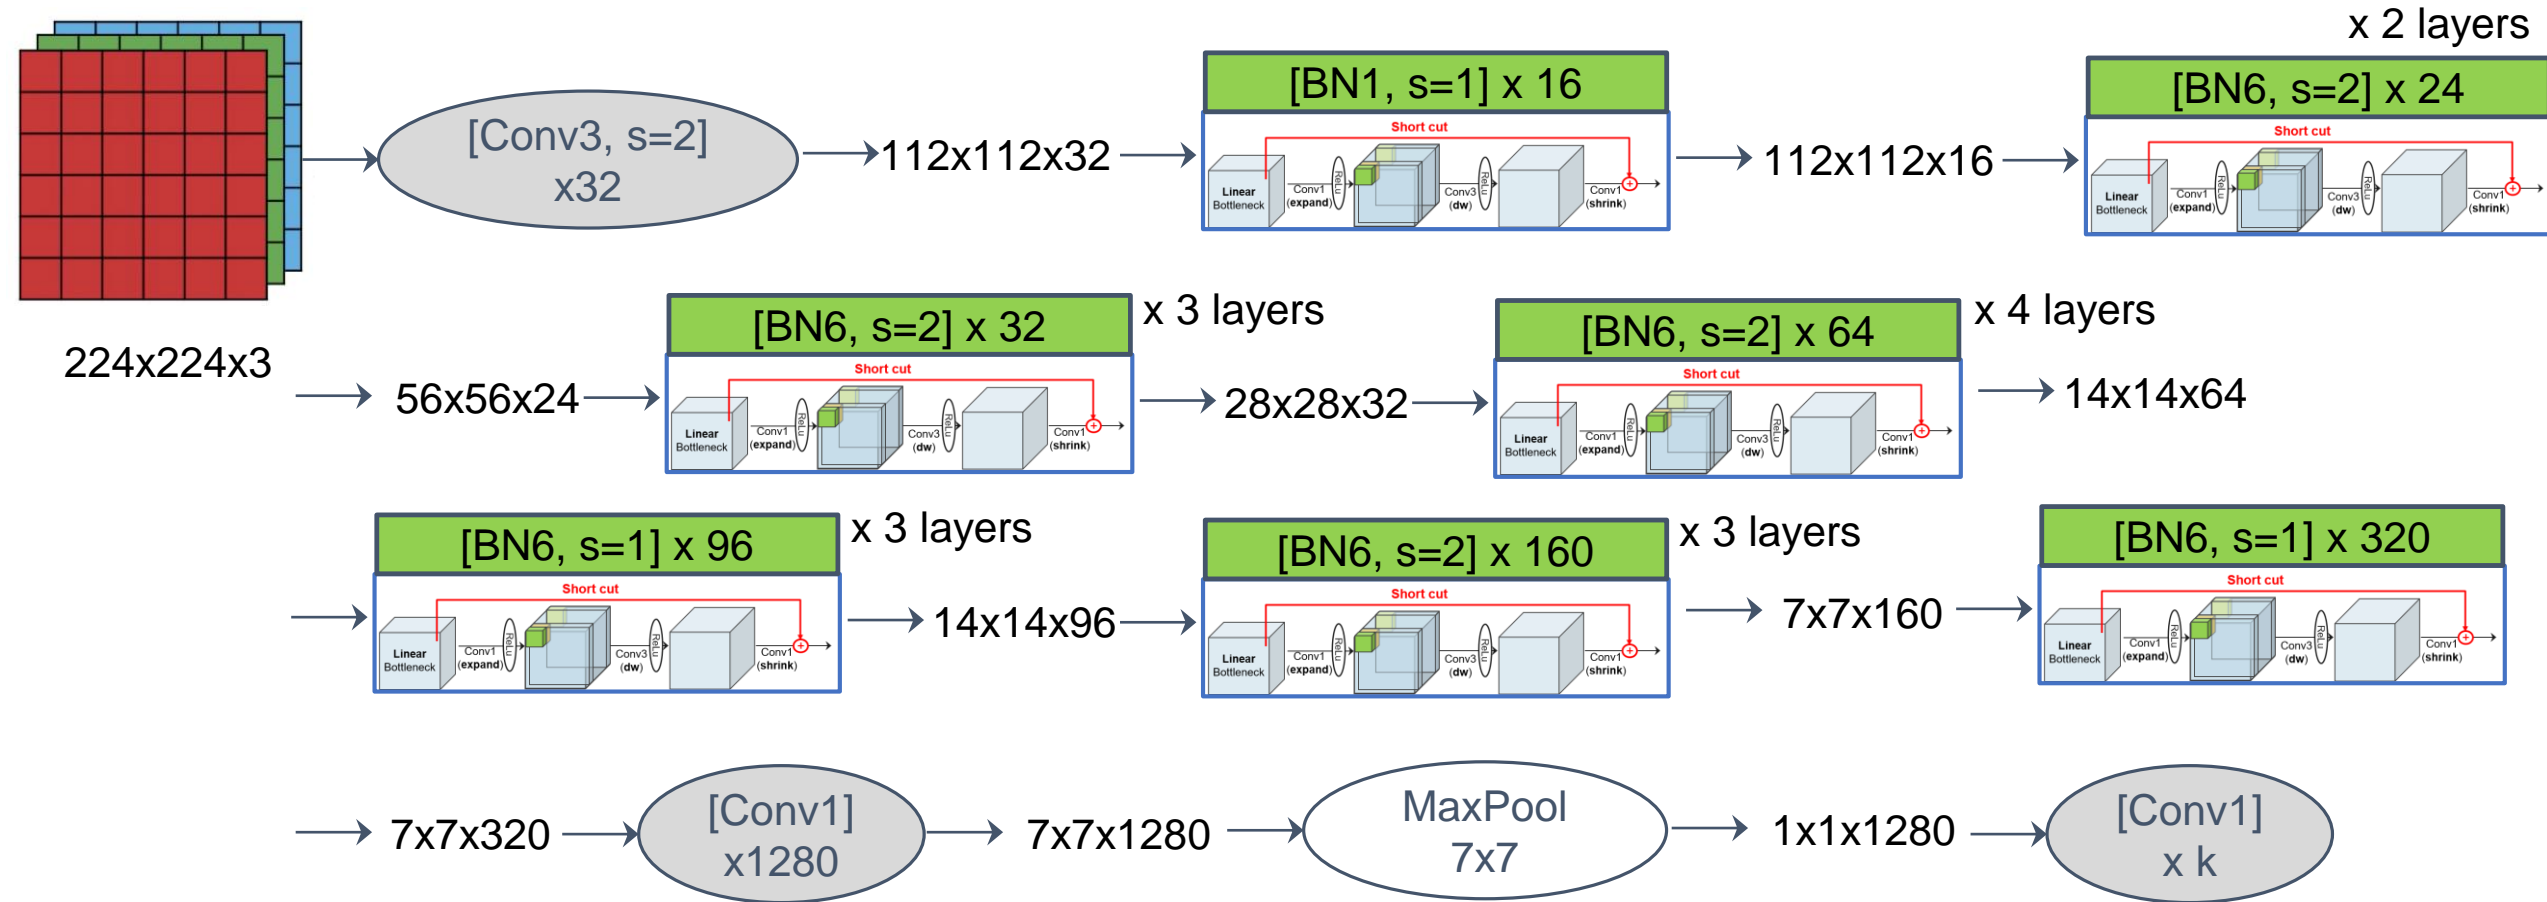 x 2 layers
[Conv3, s=2]
x32
112x112x32
[BN1, s=1] x 16
Short cut
Linear
Bottleneck
Conv1
(expand)
ReLu
Conv3
(dw)
ReLu
Conv1
(shrink)
+
112x112x16
[BN6, s=2] x 24
Short cut
Linear
Bottleneck
Conv1
(expand)
ReLu
Conv3
(dw)
ReLu
Conv1
(shrink)
+
224x224x3
56x56x24
[BN6, s=2] x 32
x 3 layers
Short cut
Linear
Bottleneck
Conv1
(expand)
ReLu
Conv3
(dw)
ReLu
Conv1
(shrink)
+
28x28x32
[BN6, s=2] x 64
x 4 layers
Short cut
Linear
Bottleneck
Conv1
(expand)
ReLu
Conv3
(dw)
ReLu
Conv1
(shrink)
+
14x14x64
[BN6, s=1] x 96
x 3 layers
Short cut
Linear
Bottleneck
Conv1
(expand)
ReLu
Conv3
(dw)
ReLu
Conv1
(shrink)
+
14x14x96
[BN6, s=2] x 160
x 3 layers
Short cut
Linear
Bottleneck
Conv1
(expand)
ReLu
Conv3
(dw)
ReLu
Conv1
(shrink)
+
7x7x160
[BN6, s=1] x 320
Short cut
Linear
Bottleneck
Conv1
(expand)
ReLu
Conv3
(dw)
ReLu
Conv1
(shrink)
+
7x7x320
[Conv1]
x1280
7x7x1280
MaxPool
7x7
1x1x1280
[Conv1]
x k